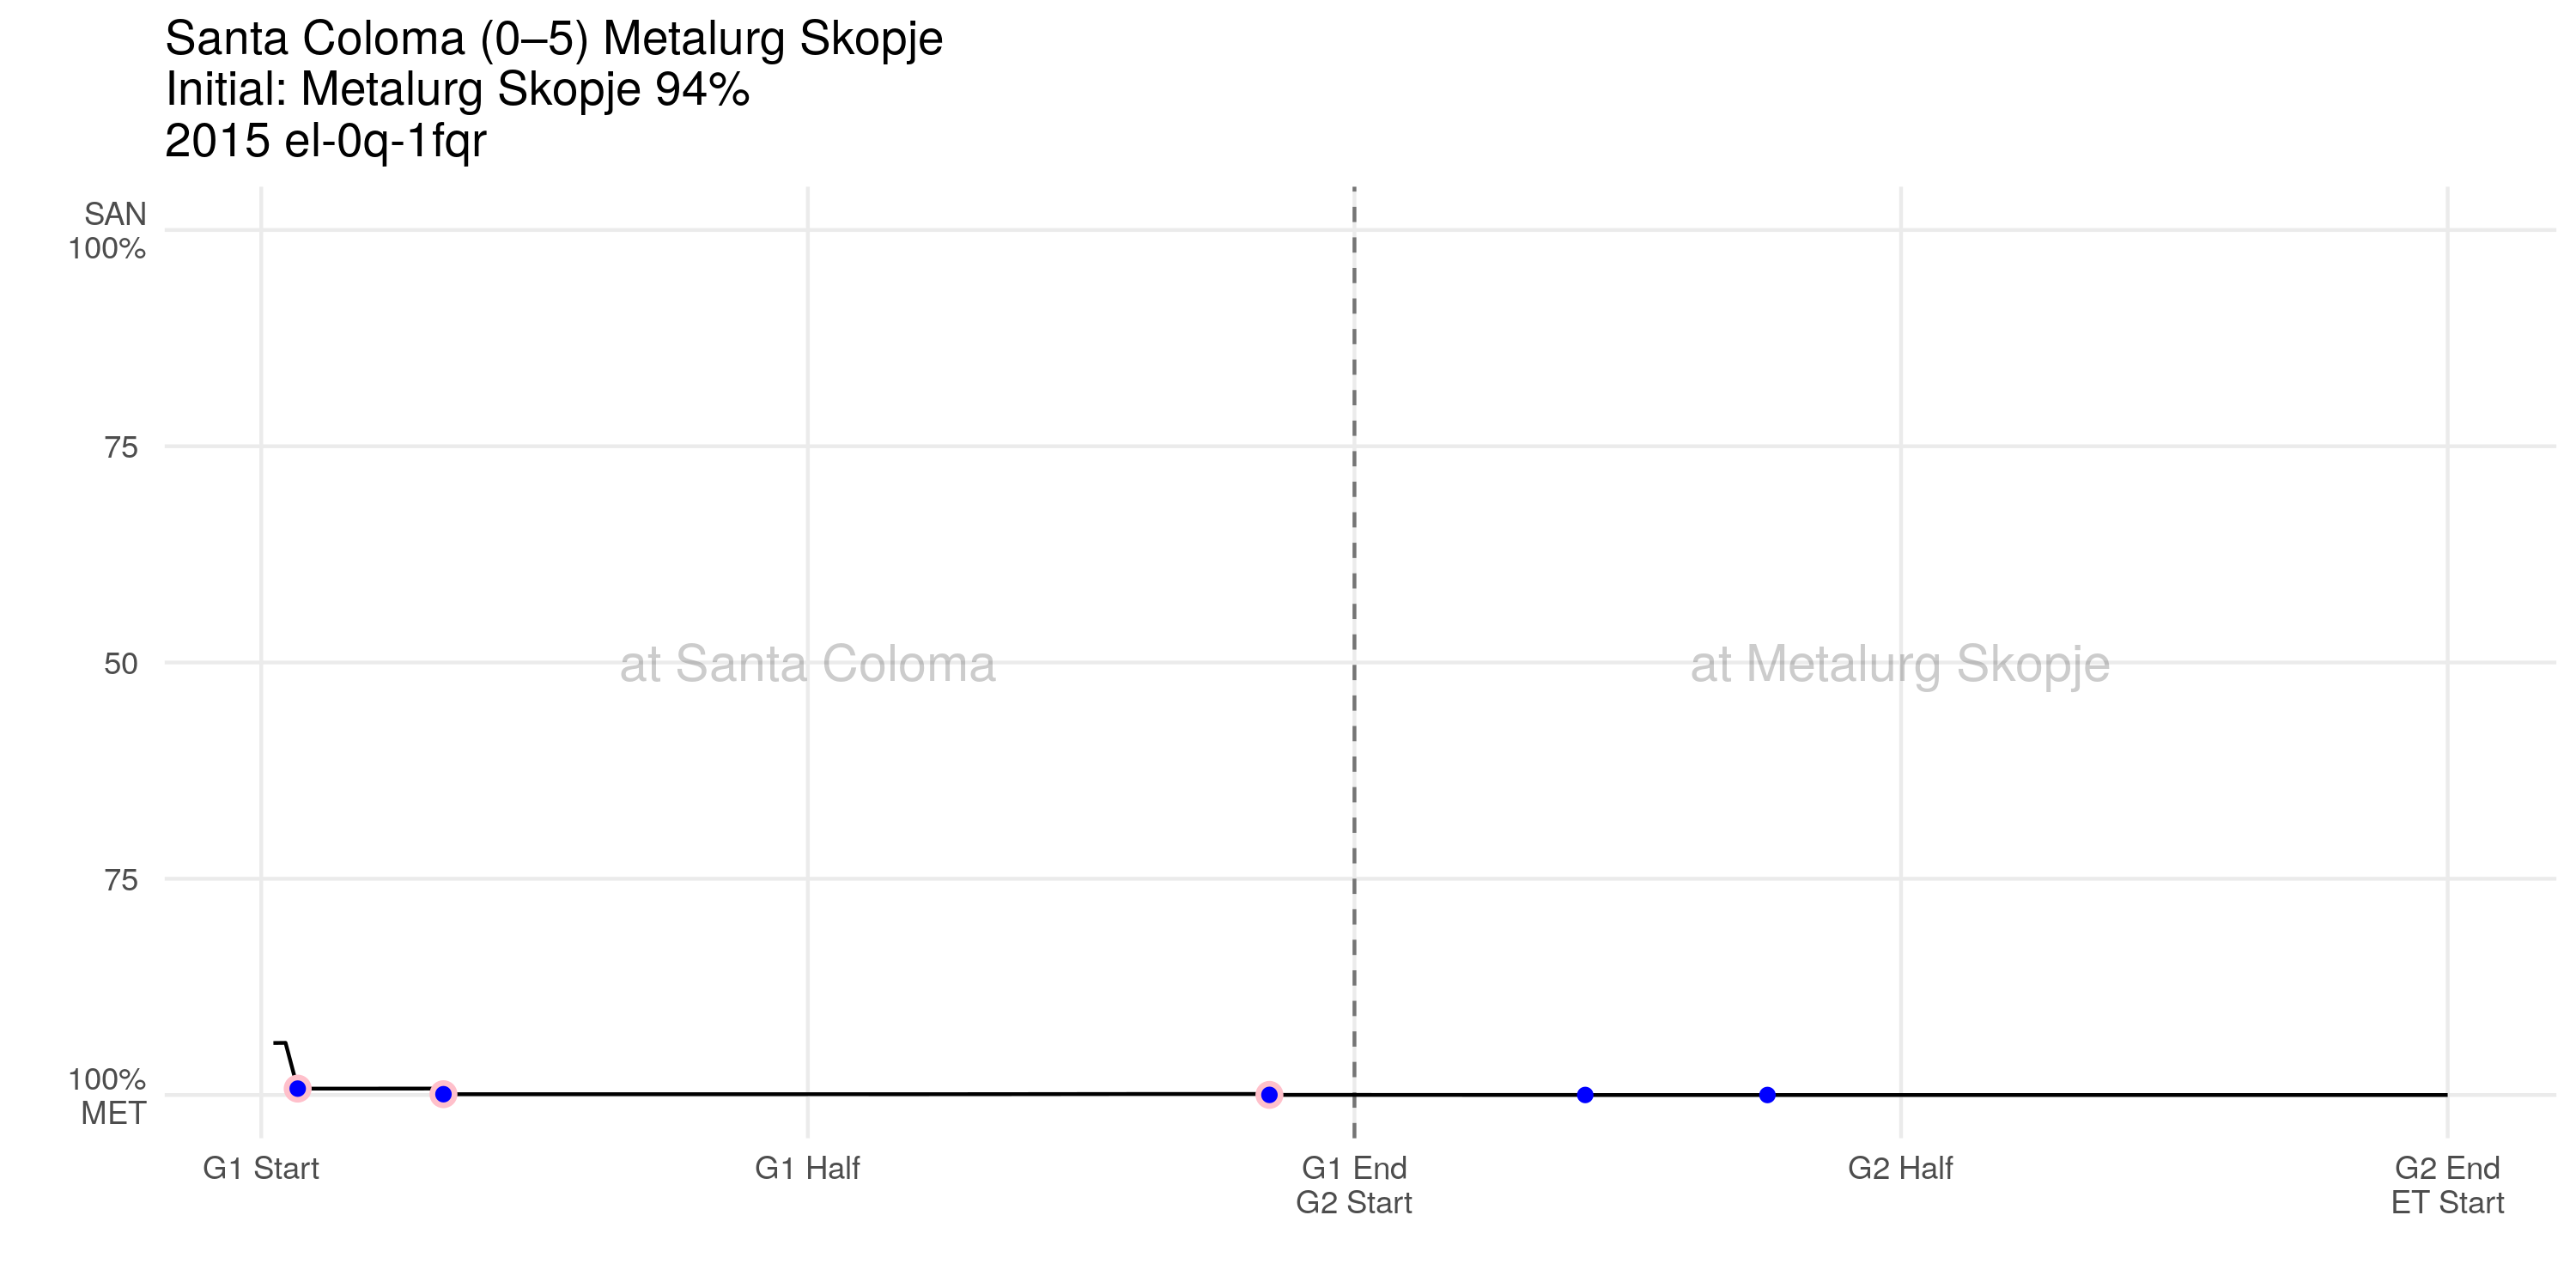 Santa Coloma (0–5) Metalurg Skopje
Initial: Metalurg Skopje 94%
2015 el-0q-1fqr
SAN
100%
75
50
75
100%
MET
at Santa Coloma
at Metalurg Skopje
G1 Start
G1 Half
G1 End
G2 Start
G2 Half
G2 End
ET Start